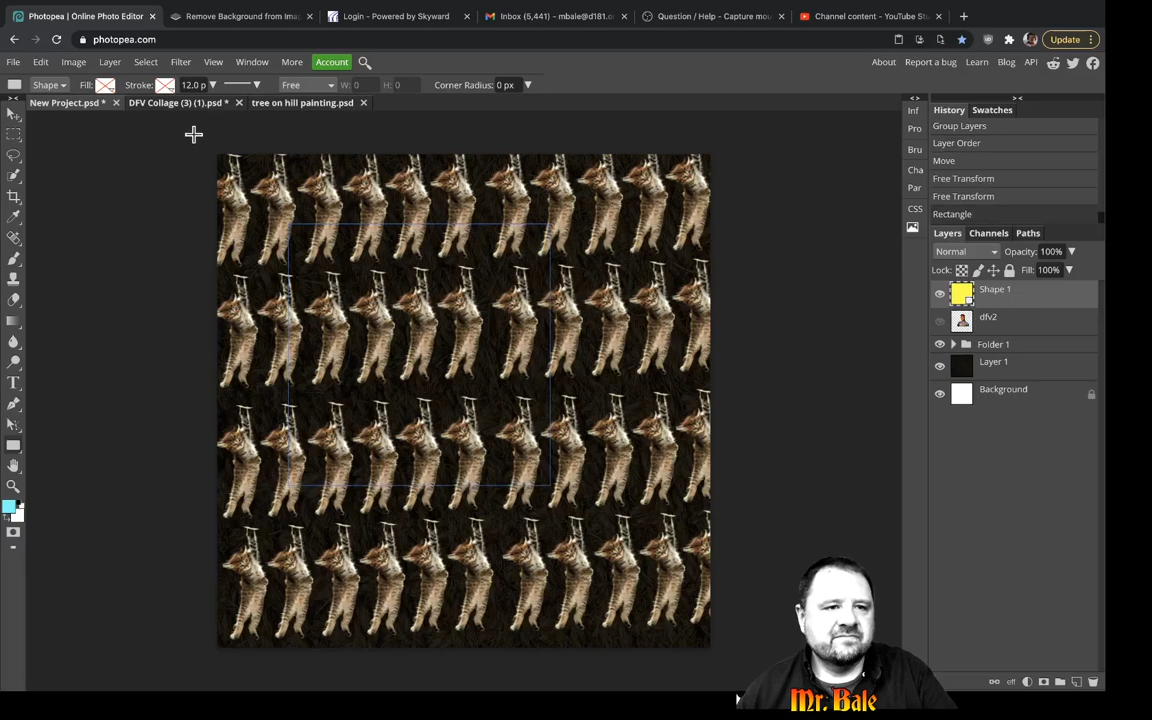 Photopea | Online Photo Editor
Remove Background from Ima
Login - Powered by Skyward
Inbox (5,441) - mbale@d181.o
Question / Help - Capture mou
Channel content - YouTube Stu
photopea.com
Update
File Edit Image Layer Select Filter View Window More Account
About Report a bug Learn Blog API
Shape Fill: Stroke: 12.0 p Free W: 0 H: 0 Corner Radius: 0 px
New Project.psd * DFV Collage (3) (1).psd * tree on hill painting.psd
History Swatches
Inf
Pro
Bru
Cha
Par
CSS
Group Layers
Layer Order
Move
Free Transform
Free Transform
Rectangle
Layers Channels Paths
Normal Opacity: 100%
Lock: Fill: 100%
Shape 1
dfv2
Folder 1
Layer 1
Background
eff
Mr. Bale